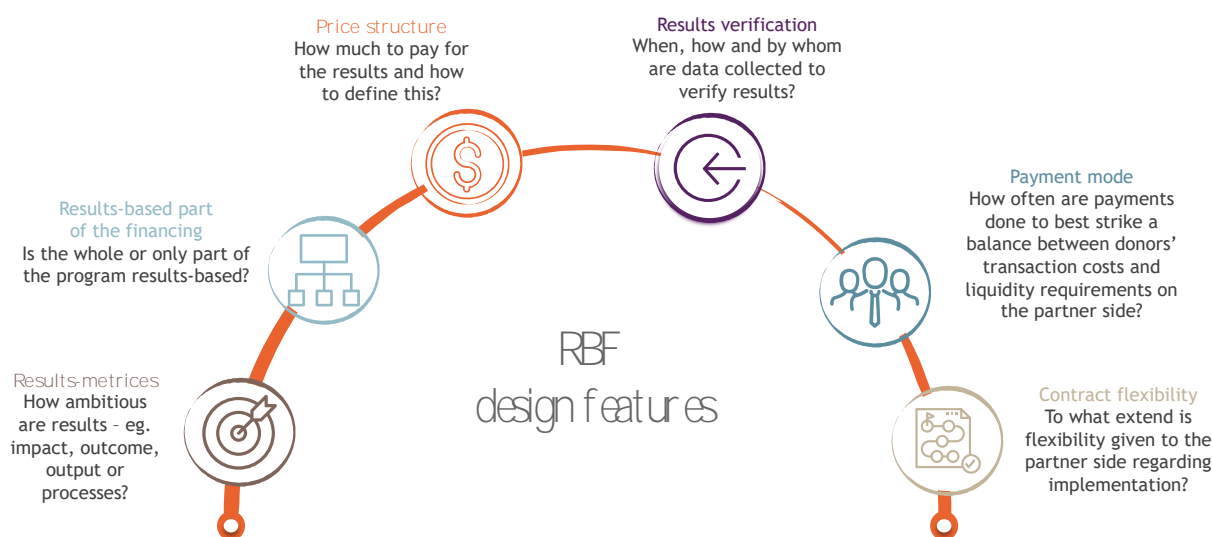 Results-metrices
How ambitious
are results – eg.
impact, outcome,
output or
processes?
Results-based part
of the financing
Is the whole or only part of
the program results-based?
Price structure
How much to pay for
the results and how
to define this?
Results verification
When, how and by whom
are data collected to
verify results?
Payment mode
How often are payments
done to best strike a
balance between donors’
transaction costs and
liquidity requirements on
the partner side?
Contract flexibility
To what extend is
flexibility given to the
partner side regarding
implementation?
RBF
design features
$